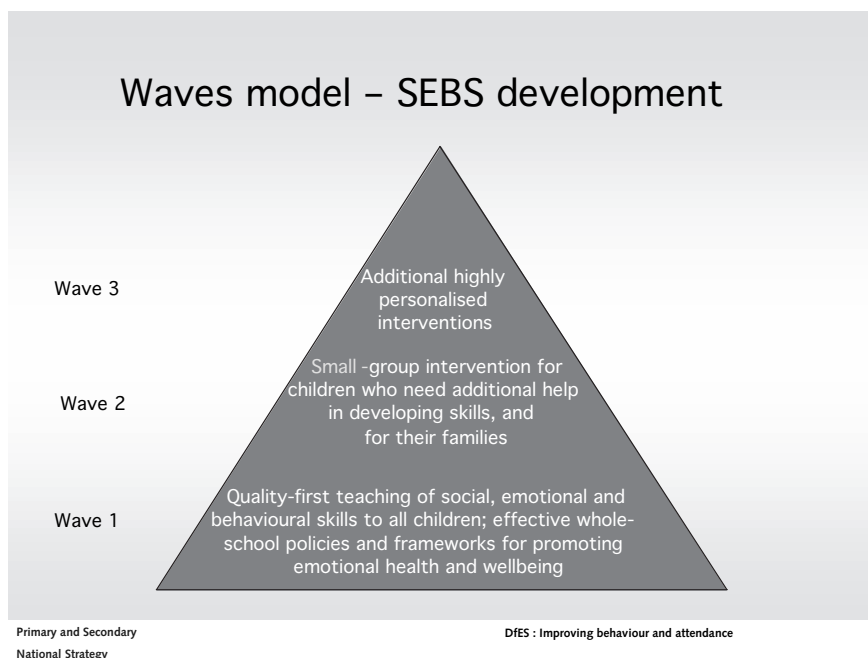 Waves model – SEBS development
Wave 3
Additional highly
personalised
interventions
Wave 2
Small -group intervention for
children who need additional help
in developing skills, and
for their families
Wave 1
Quality-first teaching of social, emotional and
behavioural skills to all children; effective whole-
school policies and frameworks for promoting
emotional health and wellbeing
Primary and Secondary
National Strategy
DfES : Improving behaviour and attendance